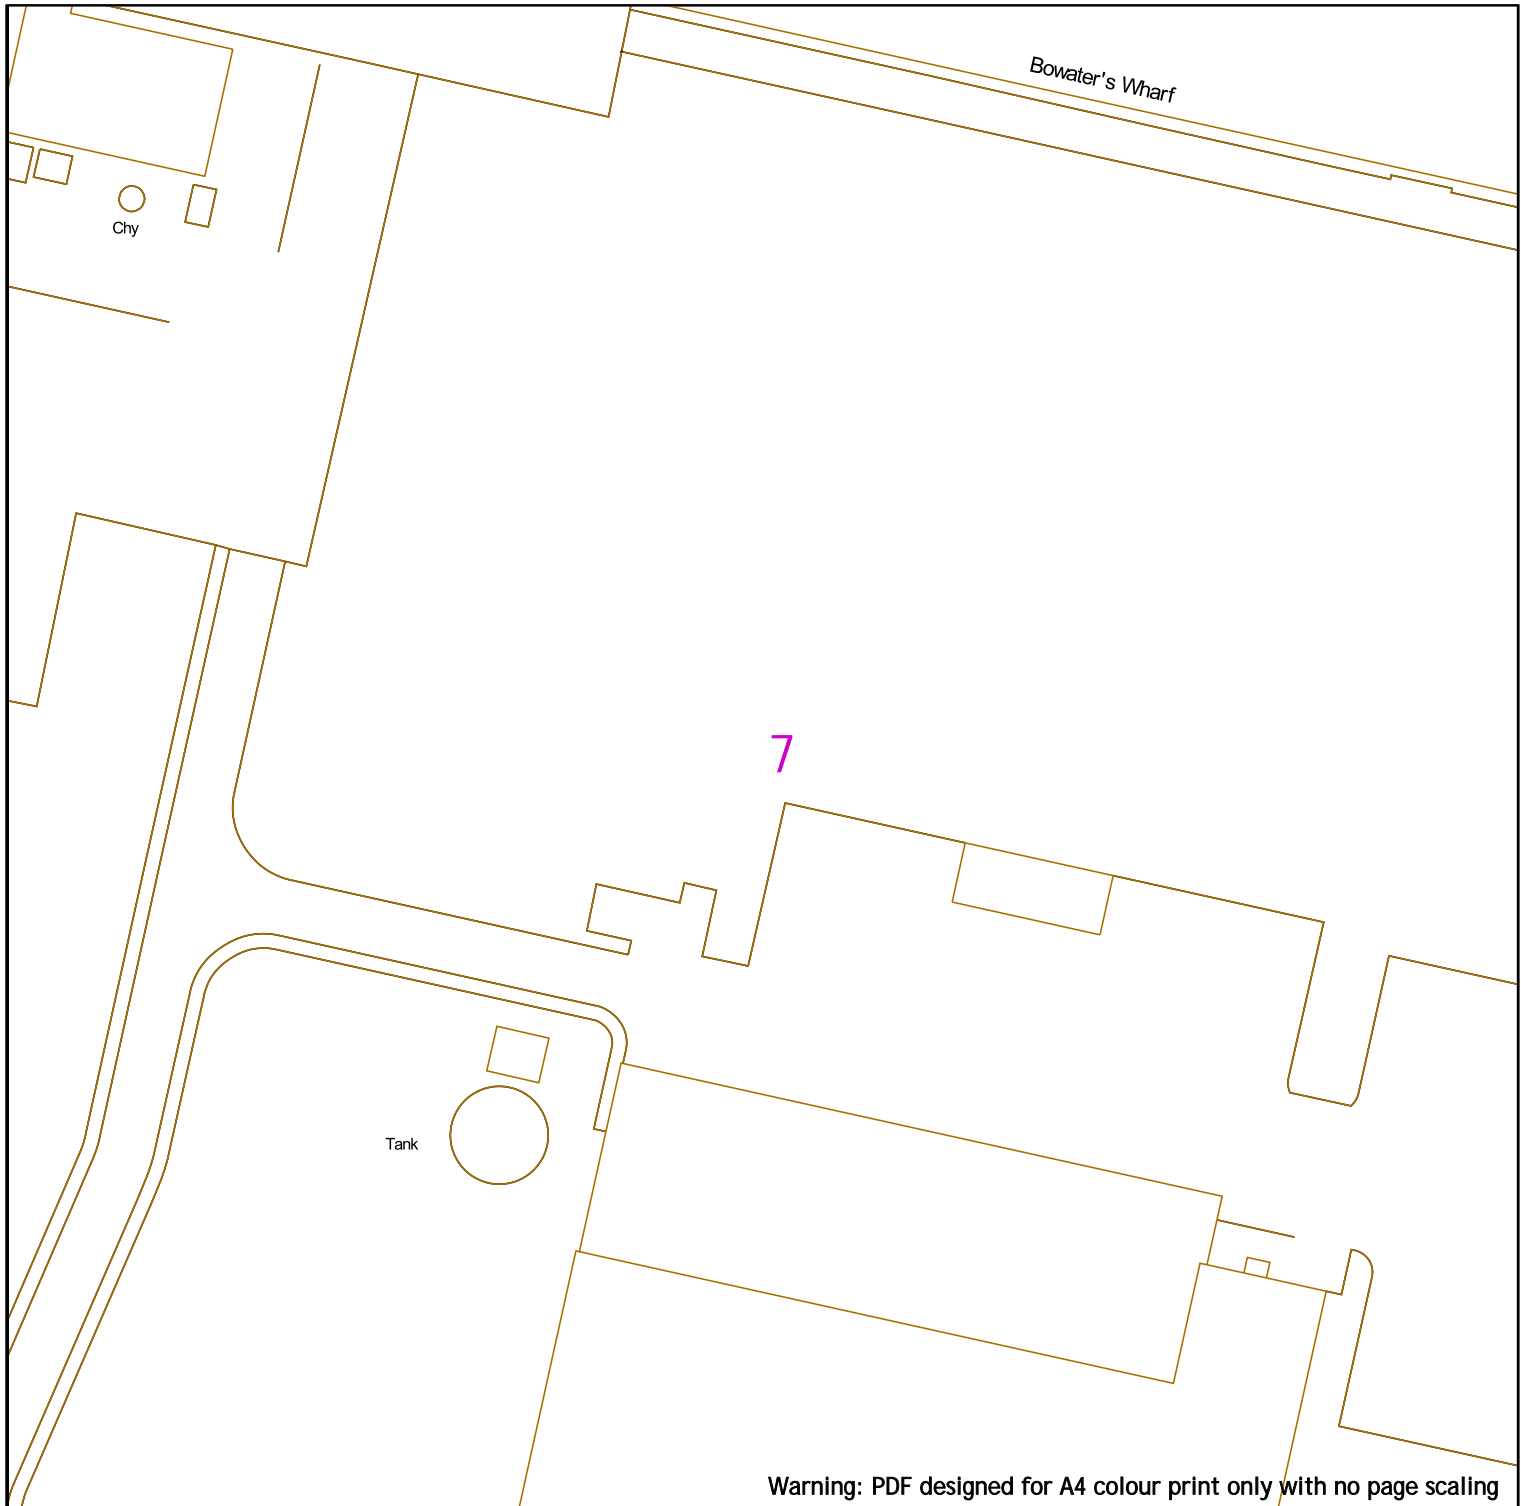 Bowater's Wharf
Chy
7
Tank
Warning: PDF designed for A4 colour print only with no page scaling